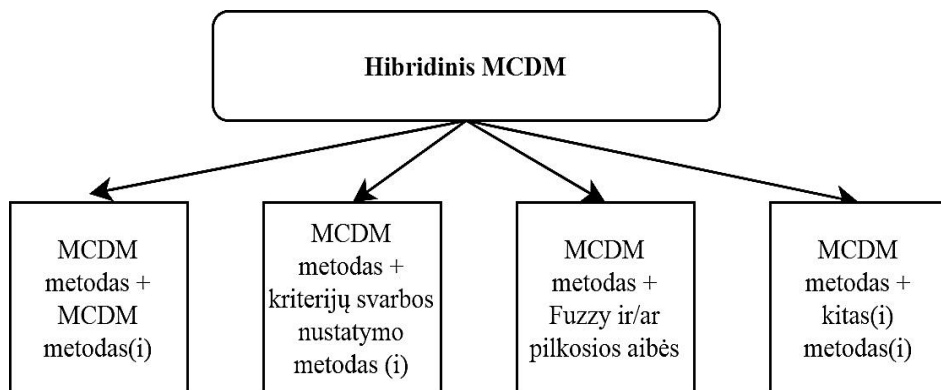 Hibridinis MCDM
MCDM
metodas +
MCDM
metodas(i)
MCDM
metodas +
kriterijų svarbos
nustatymo
metodas (i)
MCDM
metodas +
Fuzzy ir/ar
pilkosios aibės
MCDM
metodas +
kitas(i)
metodas(i)